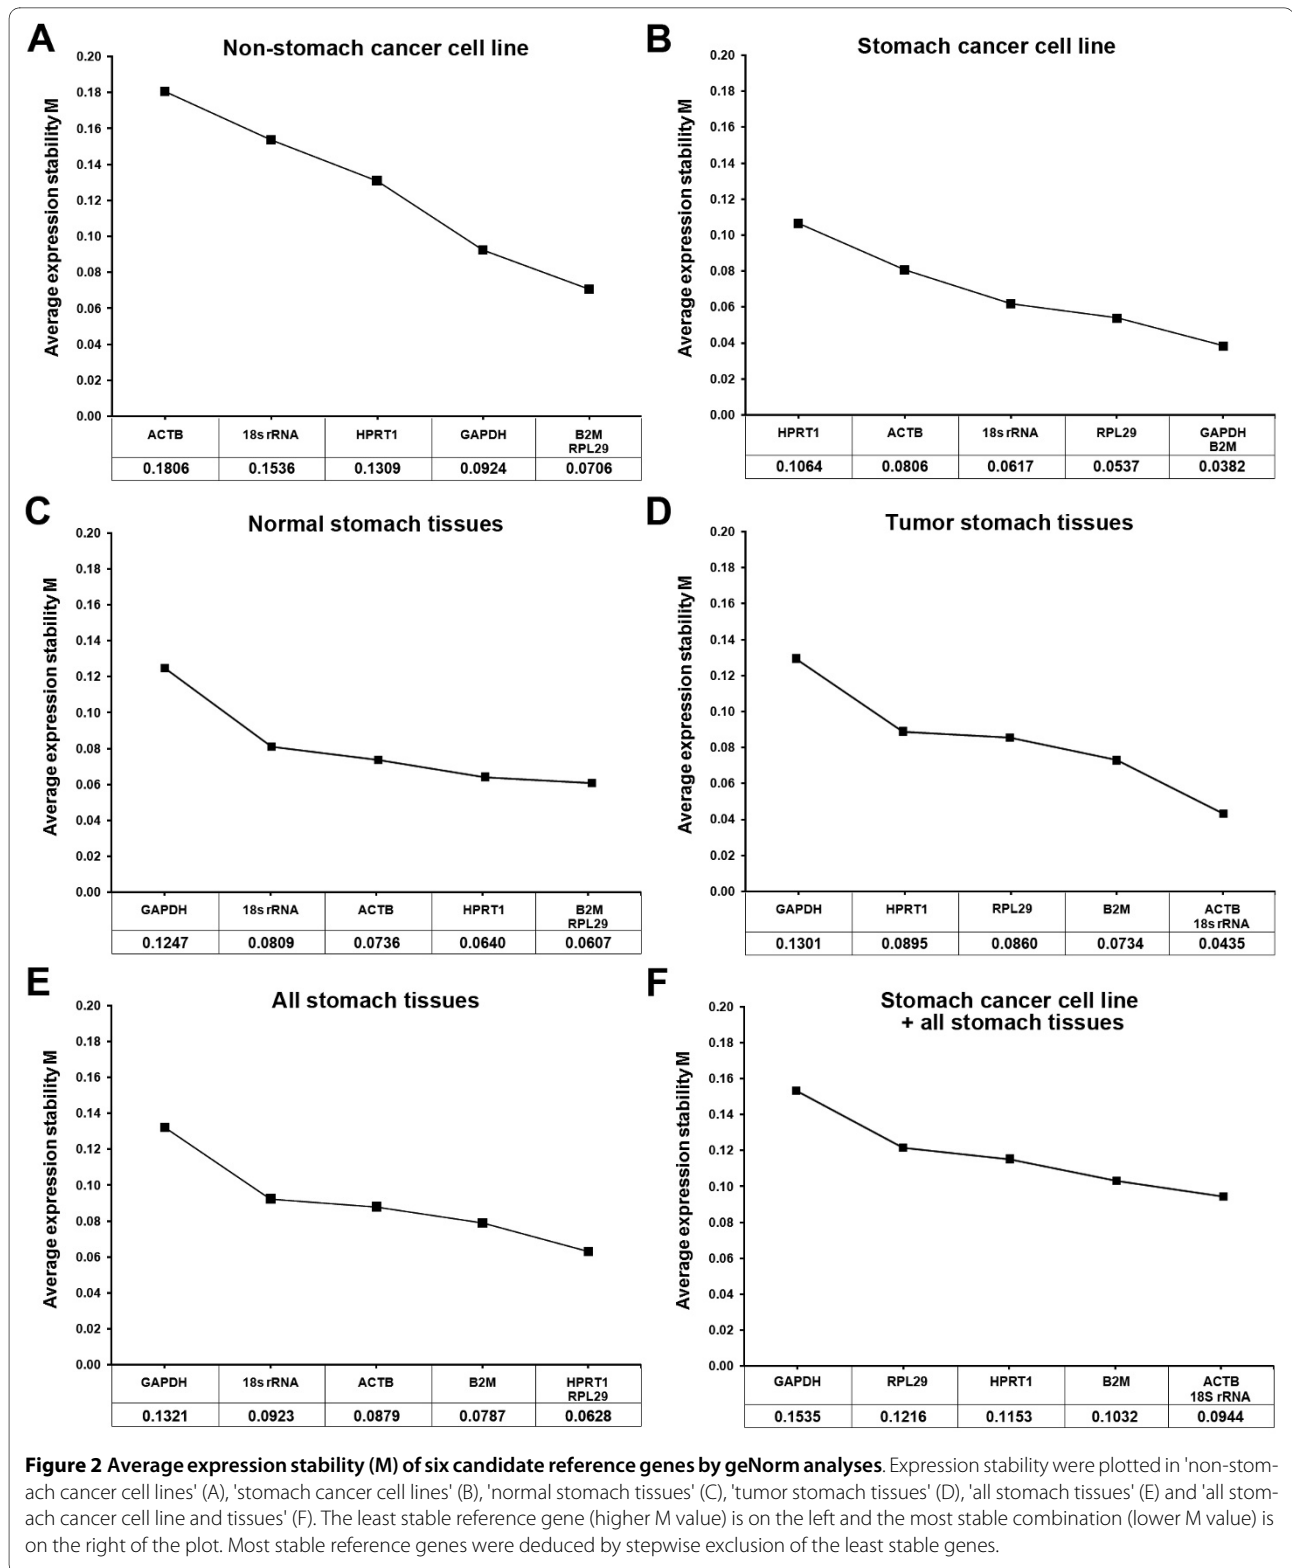 A
Non-stomach cancer cell line
Average expression stability M
0.20
0.18
0.16
0.14
0.12
0.10
0.08
0.06
0.04
0.02
0.00
ACTB 18s rRNA HPRT1 GAPDH B2M
RPL29
0.1806 0.1536 0.1309 0.0924 0.0706
B
Stomach cancer cell line
Average expression stability M
0.20
0.18
0.16
0.14
0.12
0.10
0.08
0.06
0.04
0.02
0.00
HPRT1 ACTB 18s rRNA RPL29 GAPDH
B2M
0.1064 0.0806 0.0617 0.0537 0.0382
C
Normal stomach tissues
Average expression stability M
0.20
0.18
0.16
0.14
0.12
0.10
0.08
0.06
0.04
0.02
0.00
GAPDH 18s rRNA ACTB HPRT1 B2M
RPL29
0.1247 0.0809 0.0736 0.0640 0.0607
D
Tumor stomach tissues
Average expression stability M
0.20
0.18
0.16
0.14
0.12
0.10
0.08
0.06
0.04
0.02
0.00
GAPDH HPRT1 RPL29 B2M ACTB
18s rRNA
0.1301 0.0895 0.0860 0.0734 0.0435
E
All stomach tissues
Average expression stability M
0.20
0.18
0.16
0.14
0.12
0.10
0.08
0.06
0.04
0.02
0.00
GAPDH 18s rRNA ACTB B2M HPRT1
RPL29
0.1321 0.0923 0.0879 0.0787 0.0628
F
Stomach cancer cell line
+ all stomach tissues
Average expression stability M
0.20
0.18
0.16
0.14
0.12
0.10
0.08
0.06
0.04
0.02
0.00
GAPDH RPL29 HPRT1 B2M ACTB
18S rRNA
0.1535 0.1216 0.1153 0.1032 0.0944
Figure 2 Average expression stability (M) of six candidate reference genes by geNorm analyses. Expression stability were plotted in 'non-stom-
ach cancer cell lines' (A), 'stomach cancer cell lines' (B), 'normal stomach tissues' (C), 'tumor stomach tissues' (D), 'all stomach tissues' (E) and 'all stom-
ach cancer cell line and tissues' (F). The least stable reference gene (higher M value) is on the left and the most stable combination (lower M value) is
on the right of the plot. Most stable reference genes were deduced by stepwise exclusion of the least stable genes.